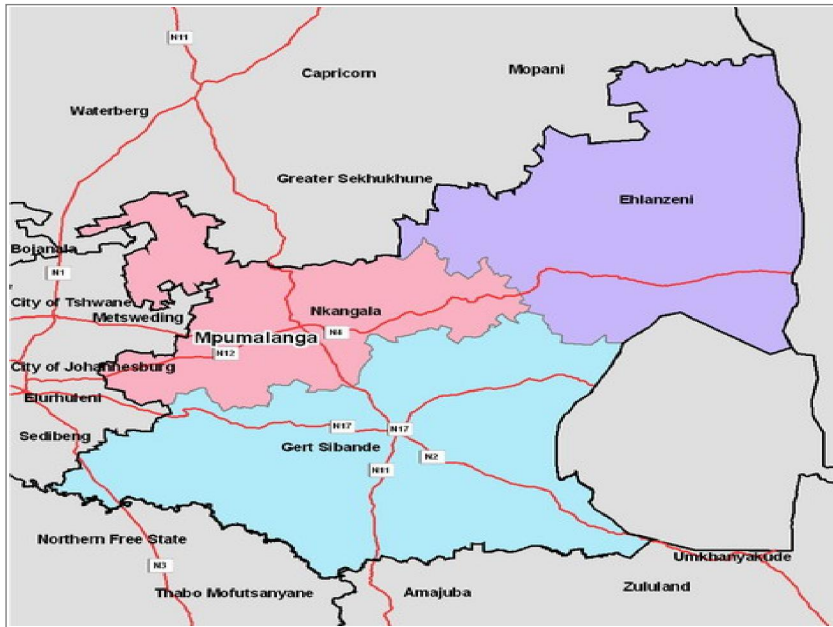 N11
Capricorn
Mopani
Waterberg
Greater Sekhukhune
Ehlanzeni
Bojanala
N1
City of Tshwane
Metsweding
Nkangala
N4
Mpumalanga
N12
City of Johannesburg
Ekurhuleni
Sedibeng
N17
N17
Gert Sibande
N11
N2
Northern Free State
N3
Umkhanyakude
Thabo Mofutsanyane
Amajuba
Zululand